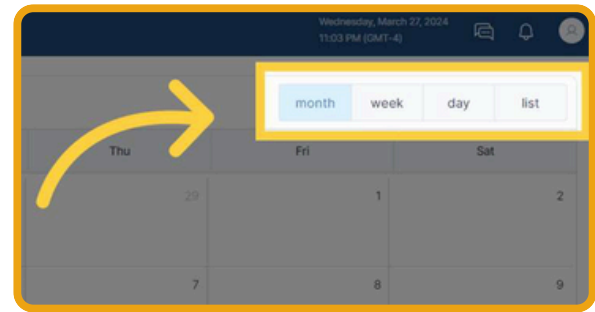 Wednesday, March 27, 2024
11:03 PM (GMT-4)
month week day list
Thu Fri Sat
29 1 2
7 8 9